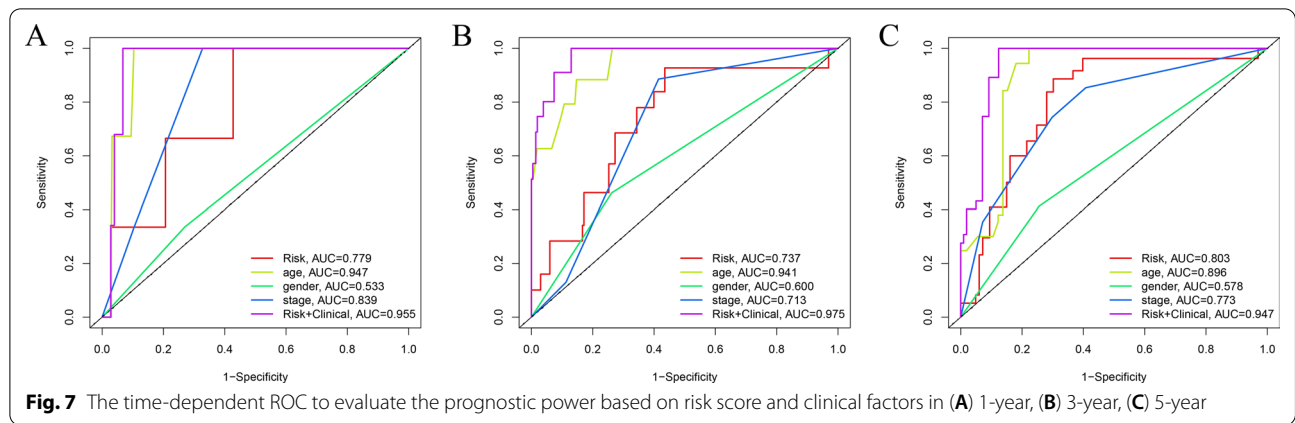 A
1.0
0.8
0.6
0.4
0.2
0.0
Sensitivity
Risk, AUC=0.779
age, AUC=0.947
gender, AUC=0.533
stage, AUC=0.839
Risk+Clinical, AUC=0.955
0.0 0.2 0.4 0.6 0.8 1.0
1−Specificity
B
1.0
0.8
0.6
0.4
0.2
0.0
Sensitivity
Risk, AUC=0.737
age, AUC=0.941
gender, AUC=0.600
stage, AUC=0.713
Risk+Clinical, AUC=0.975
0.0 0.2 0.4 0.6 0.8 1.0
1−Specificity
C
1.0
0.8
0.6
0.4
0.2
0.0
Sensitivity
Risk, AUC=0.803
age, AUC=0.896
gender, AUC=0.578
stage, AUC=0.773
Risk+Clinical, AUC=0.947
0.0 0.2 0.4 0.6 0.8 1.0
1−Specificity
Fig. 7 The time-dependent ROC to evaluate the prognostic power based on risk score and clinical factors in (A) 1-year, (B) 3-year, (C) 5-year